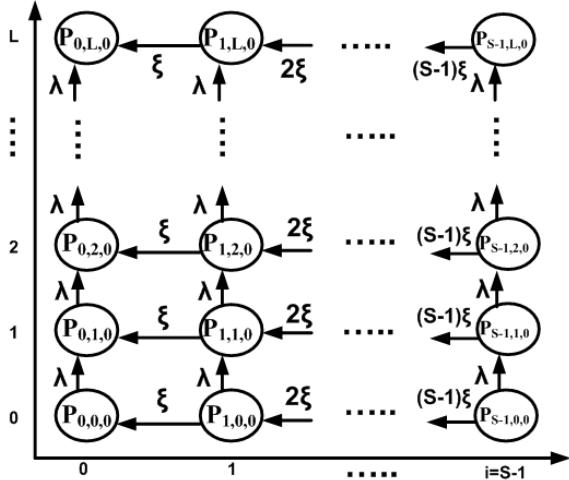 L P0,L,0 P1,L,0 ..... PS-1,L,0
ξ 2ξ (S-1)ξ
λ λ λ
..... ..... ..... ..... .....
λ λ λ
ξ 2ξ (S-1)ξ
2 P0,2,0 P1,2,0 ..... PS-1,2,0
λ λ λ
ξ 2ξ (S-1)ξ
1 P0,1,0 P1,1,0 ..... PS-1,1,0
λ λ λ
ξ 2ξ (S-1)ξ
0 P0,0,0 P1,0,0 ..... PS-1,0,0
0 1 ..... i=S-1